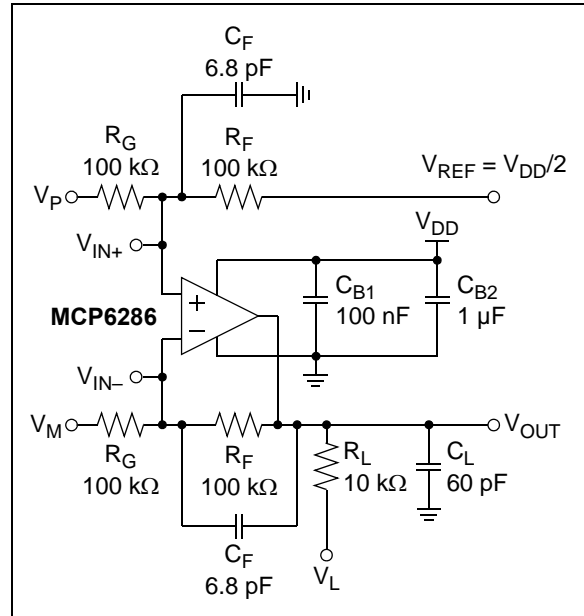 C_F
6.8 pF
R_G
100 kΩ
R_F
100 kΩ
V_REF = V_DD/2
V_P
V_IN+
V_DD
C_B1
100 nF
C_B2
1 µF
MCP6286
+
–
V_IN–
V_M
R_G
100 kΩ
R_F
100 kΩ
R_L
10 kΩ
C_L
60 pF
V_OUT
C_F
6.8 pF
V_L